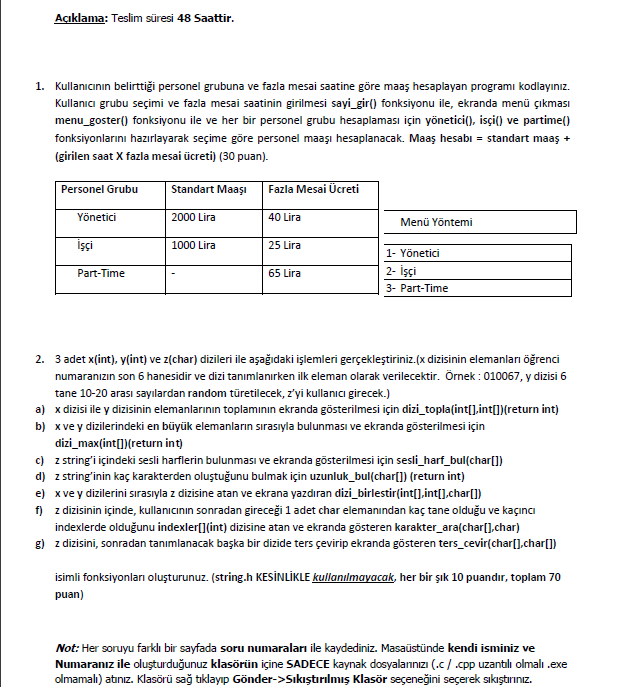 Açıklama: Teslim süresi 48 Saattir.
1. Kullanıcının belirttiği personel grubuna ve fazla mesai saatine göre maaş hesaplayan programı kodlayınız.
Kullanıcı grubu seçimi ve fazla mesai saatinin girilmesi sayi_gir() fonksiyonu ile, ekranda menü çıkması
menu_goster() fonksiyonu ile ve her bir personel grubu hesaplaması için yönetici(), isçi() ve partime()
fonksiyonlarını hazırlayarak seçime göre personel maaşı hesaplanacak. Maaş hesabı = standart maaş +
(girilen saat X fazla mesai ücreti) (30 puan).
Personel Grubu Standart Maaşı Fazla Mesai Ücreti
Yönetici 2000 Lira 40 Lira
İşçi 1000 Lira 25 Lira
Part-Time - 65 Lira
Menü Yöntemi
1- Yönetici
2- İşçi
3- Part-Time
2. 3 adet x(int), y(int) ve z(char) dizileri ile aşağıdaki işlemleri gerçekleştiriniz.(x dizisinin elemanları öğrenci
numaranızın son 6 hanesidir ve dizi tanımlanırken ilk eleman olarak verilecektir. Örnek : 010067, y dizisi 6
tane 10-20 arası sayılardan random türetilecek, z'yi kullanıcı girecek.)
a) x dizisi ile y dizisinin elemanlarının toplamının ekranda gösterilmesi için dizi_topla(int[],int[])(return int)
b) x ve y dizilerindeki en büyük elemanların sırasıyla bulunması ve ekranda gösterilmesi için
dizi_max(int[])(return int)
c) z string'i içindeki sesli harflerin bulunması ve ekranda gösterilmesi için sesli_harf_bul(char[])
d) z string'inin kaç karakterden oluştuğunu bulmak için uzunluk_bul(char[]) (return int)
e) x ve y dizilerini sırasıyla z dizisine atan ve ekrana yazdıran dizi_birlestir(int[],int[],char[])
f) z dizisinin içinde, kullanıcının sonradan gireceği 1 adet char elemanından kaç tane olduğu ve kaçıncı
indexlerde olduğunu indexler[](int) dizisine atan ve ekranda gösteren karakter_ara(char[],char)
g) z dizisini, sonradan tanımlanacak başka bir dizide ters çevirip ekranda gösteren ters_cevir(char[],char[])
isimli fonksiyonları oluşturunuz. (string.h KESİNLİKLE kullanılmayacak, her bir şık 10 puandır, toplam 70
puan)
Not: Her soruyu farklı bir sayfada soru numaraları ile kaydediniz. Masaüstünde kendi isminiz ve
Numaranız ile oluşturduğunuz klasörün içine SADECE kaynak dosyalarınızı (.c / .cpp uzantılı olmalı .exe
olmamalı) atınız. Klasörü sağ tıklayıp Gönder->Sıkıştırılmış Klasör seçeneğini seçerek sıkıştırınız.